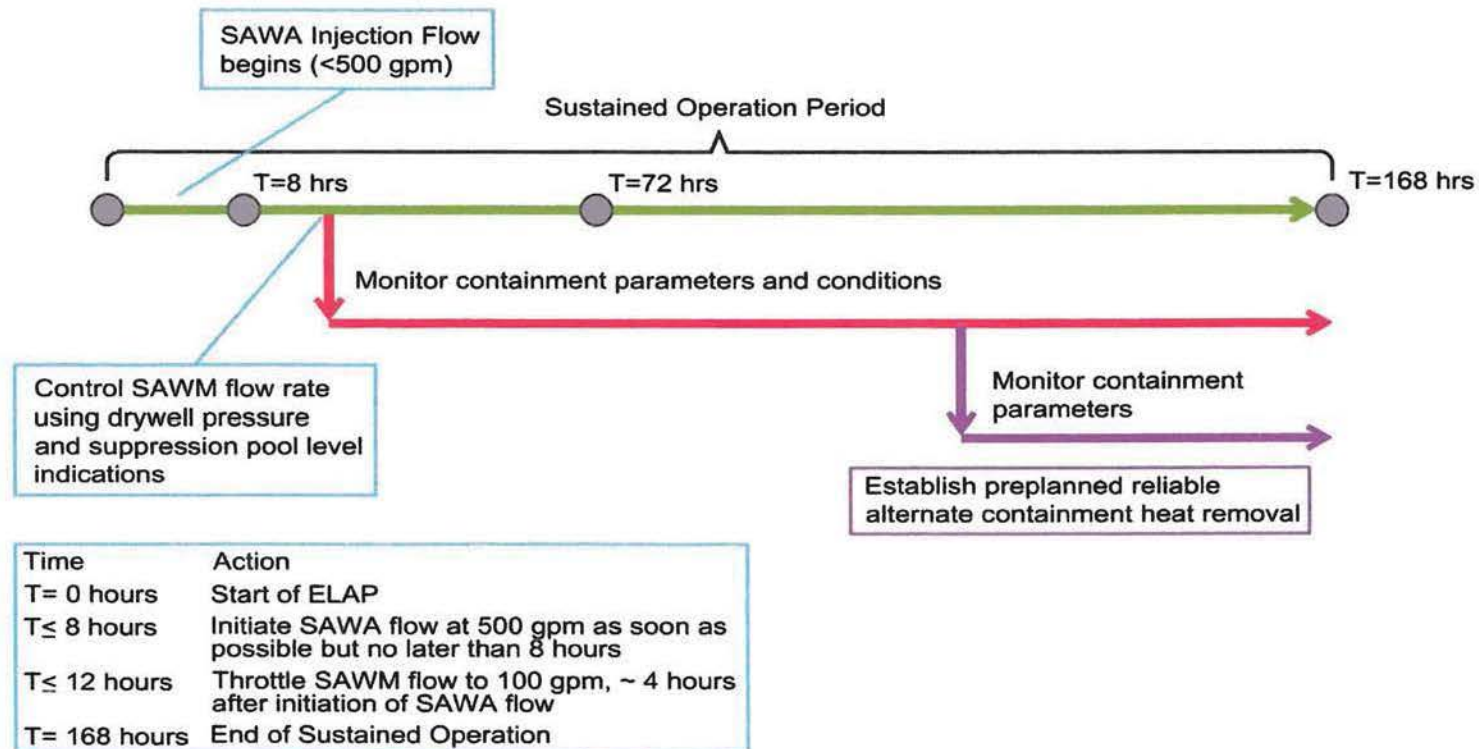 SAWA Injection Flow
begins (<500 gpm)
Sustained Operation Period
T=8 hrs
T=72 hrs
T=168 hrs
Monitor containment parameters and conditions
Control SAWM flow rate
using drywell pressure
and suppression pool level
indications
Monitor containment
parameters
Establish preplanned reliable
alternate containment heat removal
Time Action
T= 0 hours Start of ELAP
T≤ 8 hours Initiate SAWA flow at 500 gpm as soon as
possible but no later than 8 hours
T≤ 12 hours Throttle SAWM flow to 100 gpm, ~ 4 hours
after initiation of SAWA flow
T= 168 hours End of Sustained Operation